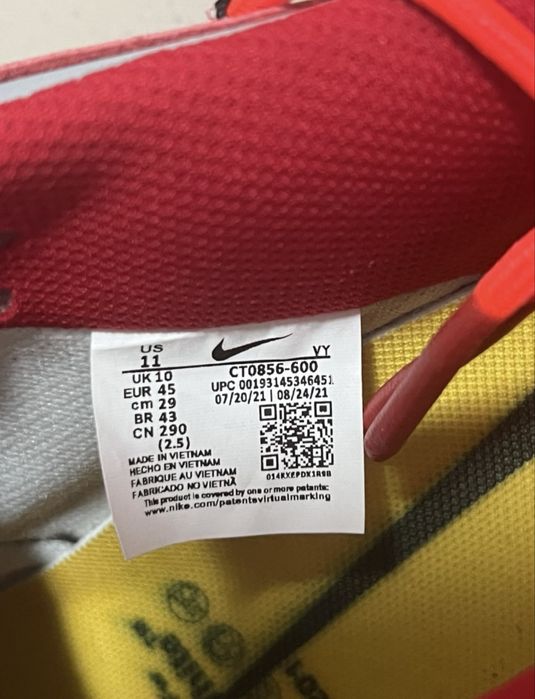 US
11
UK 10
EUR 45
cm 29
BR 43
CN 290
(2.5)
VY
CT0856-600
UPC 00193145346451
07/20/21 | 08/24/21
MADE IN VIETNAM
HECHO EN VIETNAM
FABRIQUE AU VIETNAM
FABRICADO NO VIETNÃ
This product is covered by one or more patents:
www.nike.com/patentsvirtualmarking